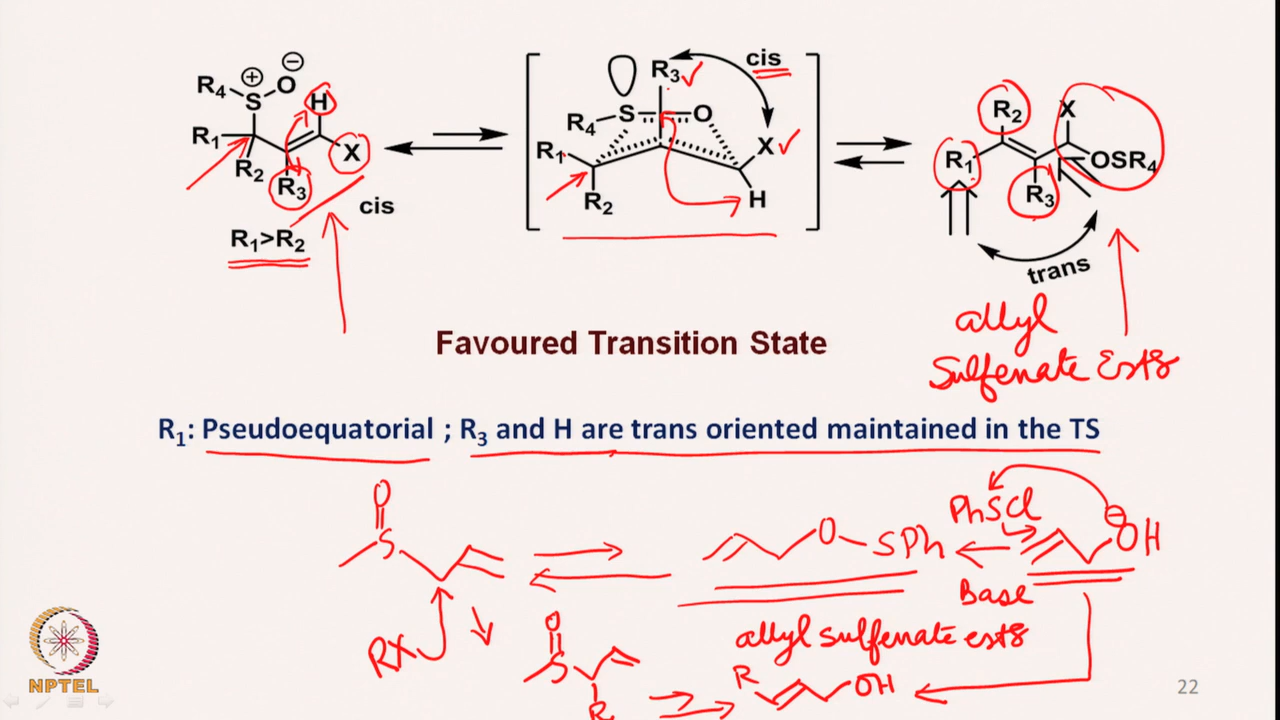 R4 S ⊕ O ⊖ H
R1 R2 R3 X
cis
R1>R2
R3 cis
R4 S O X
R1 R2 H
R2 X
R1 OSR4
R3
trans
allyl
Sulfenate Ests
Favoured Transition State
R1: Pseudoequatorial ; R3 and H are trans oriented maintained in the TS
O
S
O SPh
PhSCl
⊖
OH
Base
allyl sulfenate ests
RX
O
S
R
R OH
NPTEL
22